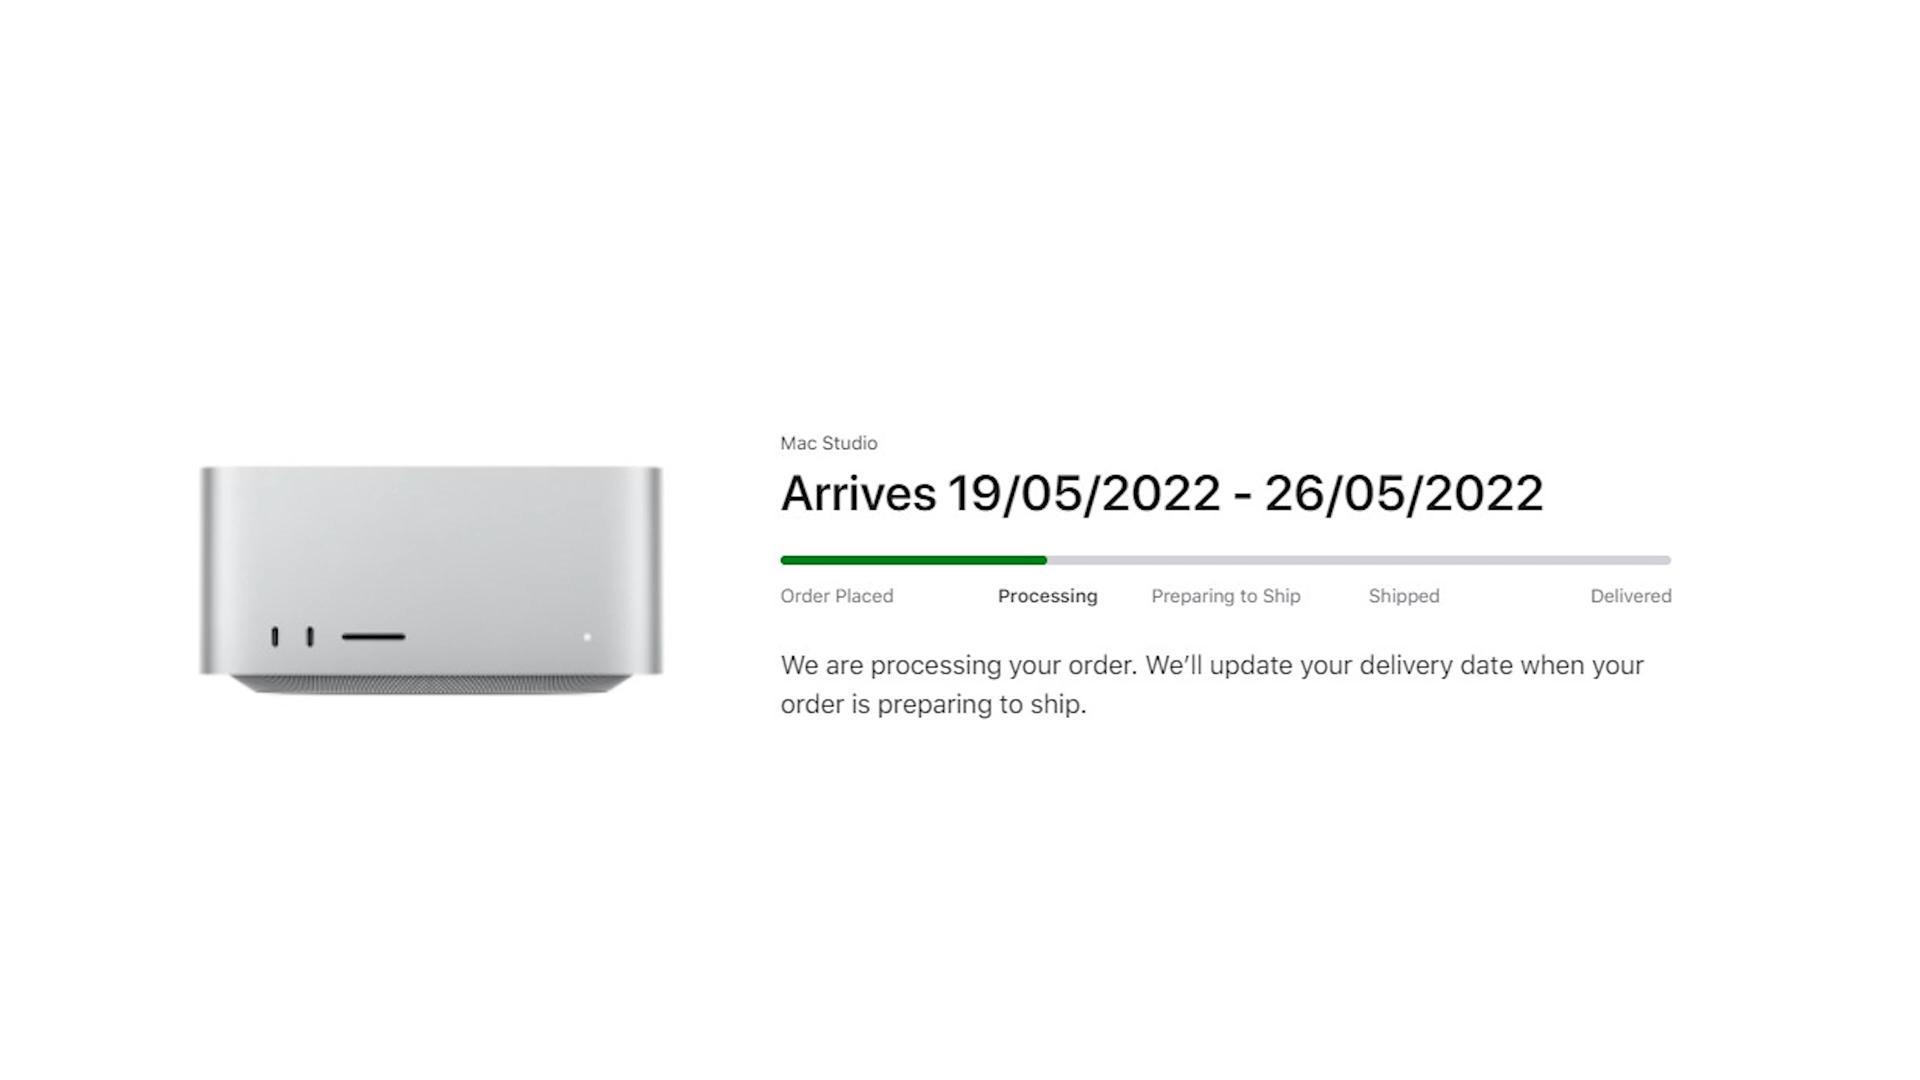 Mac Studio
Arrives 19/05/2022 - 26/05/2022
Order Placed
Processing
Preparing to Ship
Shipped
Delivered
We are processing your order. We’ll update your delivery date when your
order is preparing to ship.